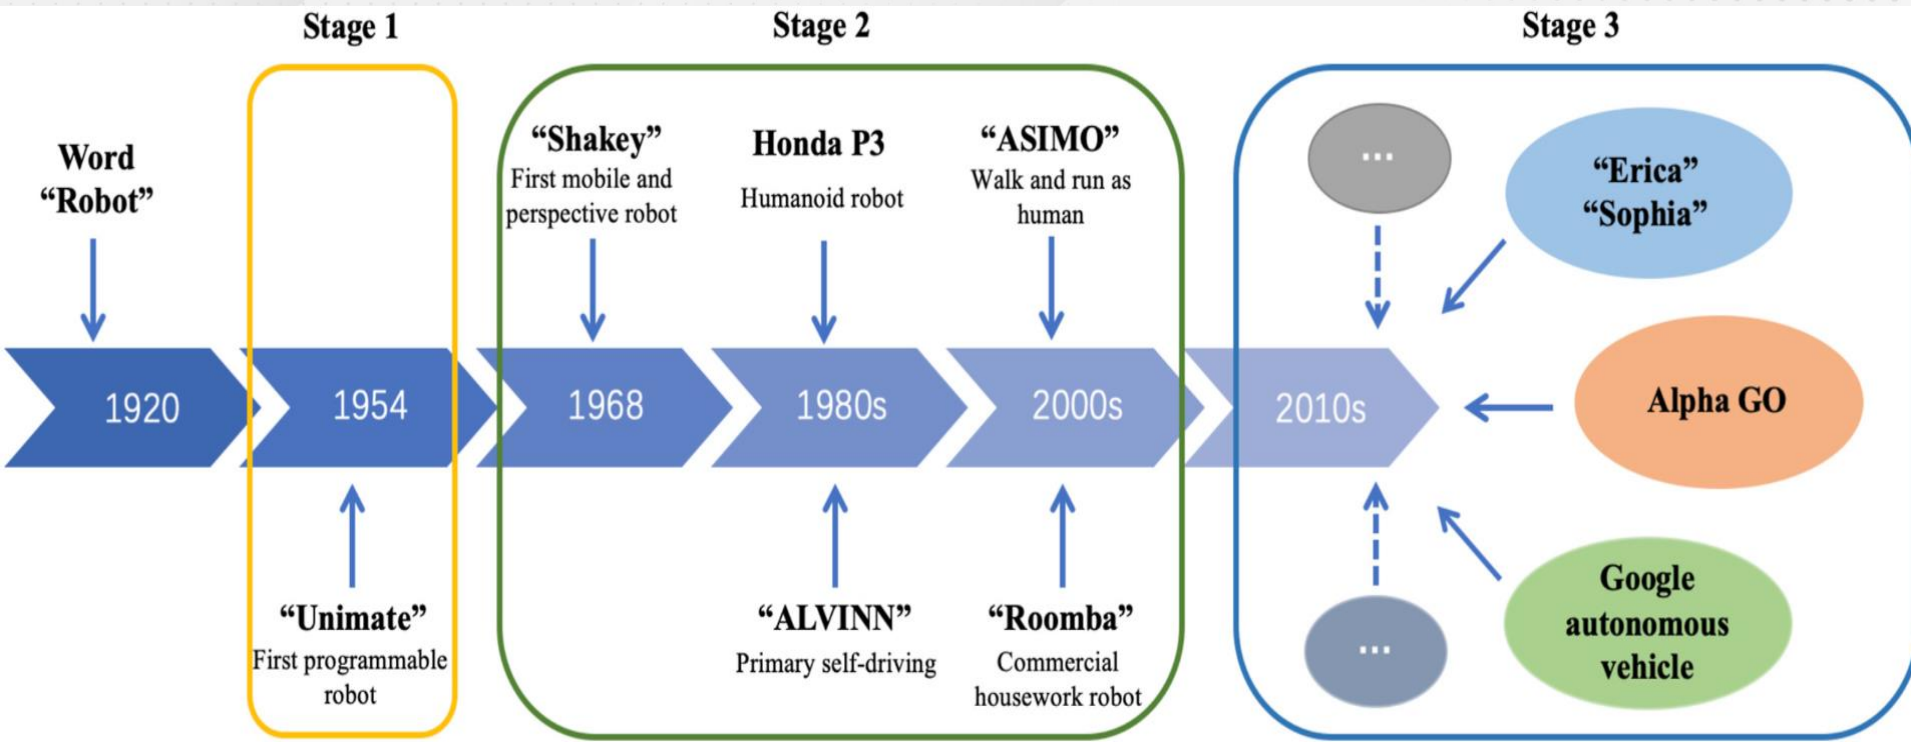 Stage 1
Stage 2
Stage 3
Word
“Robot”
“Shakey”
First mobile and
perspective robot
Honda P3
Humanoid robot
“ASIMO”
Walk and run as
human
...
“Erica”
“Sophia”
1920
1954
1968
1980s
2000s
2010s
Alpha GO
“Unimate”
First programmable
robot
“ALVINN”
Primary self-driving
“Roomba”
Commercial
housework robot
...
Google
autonomous
vehicle